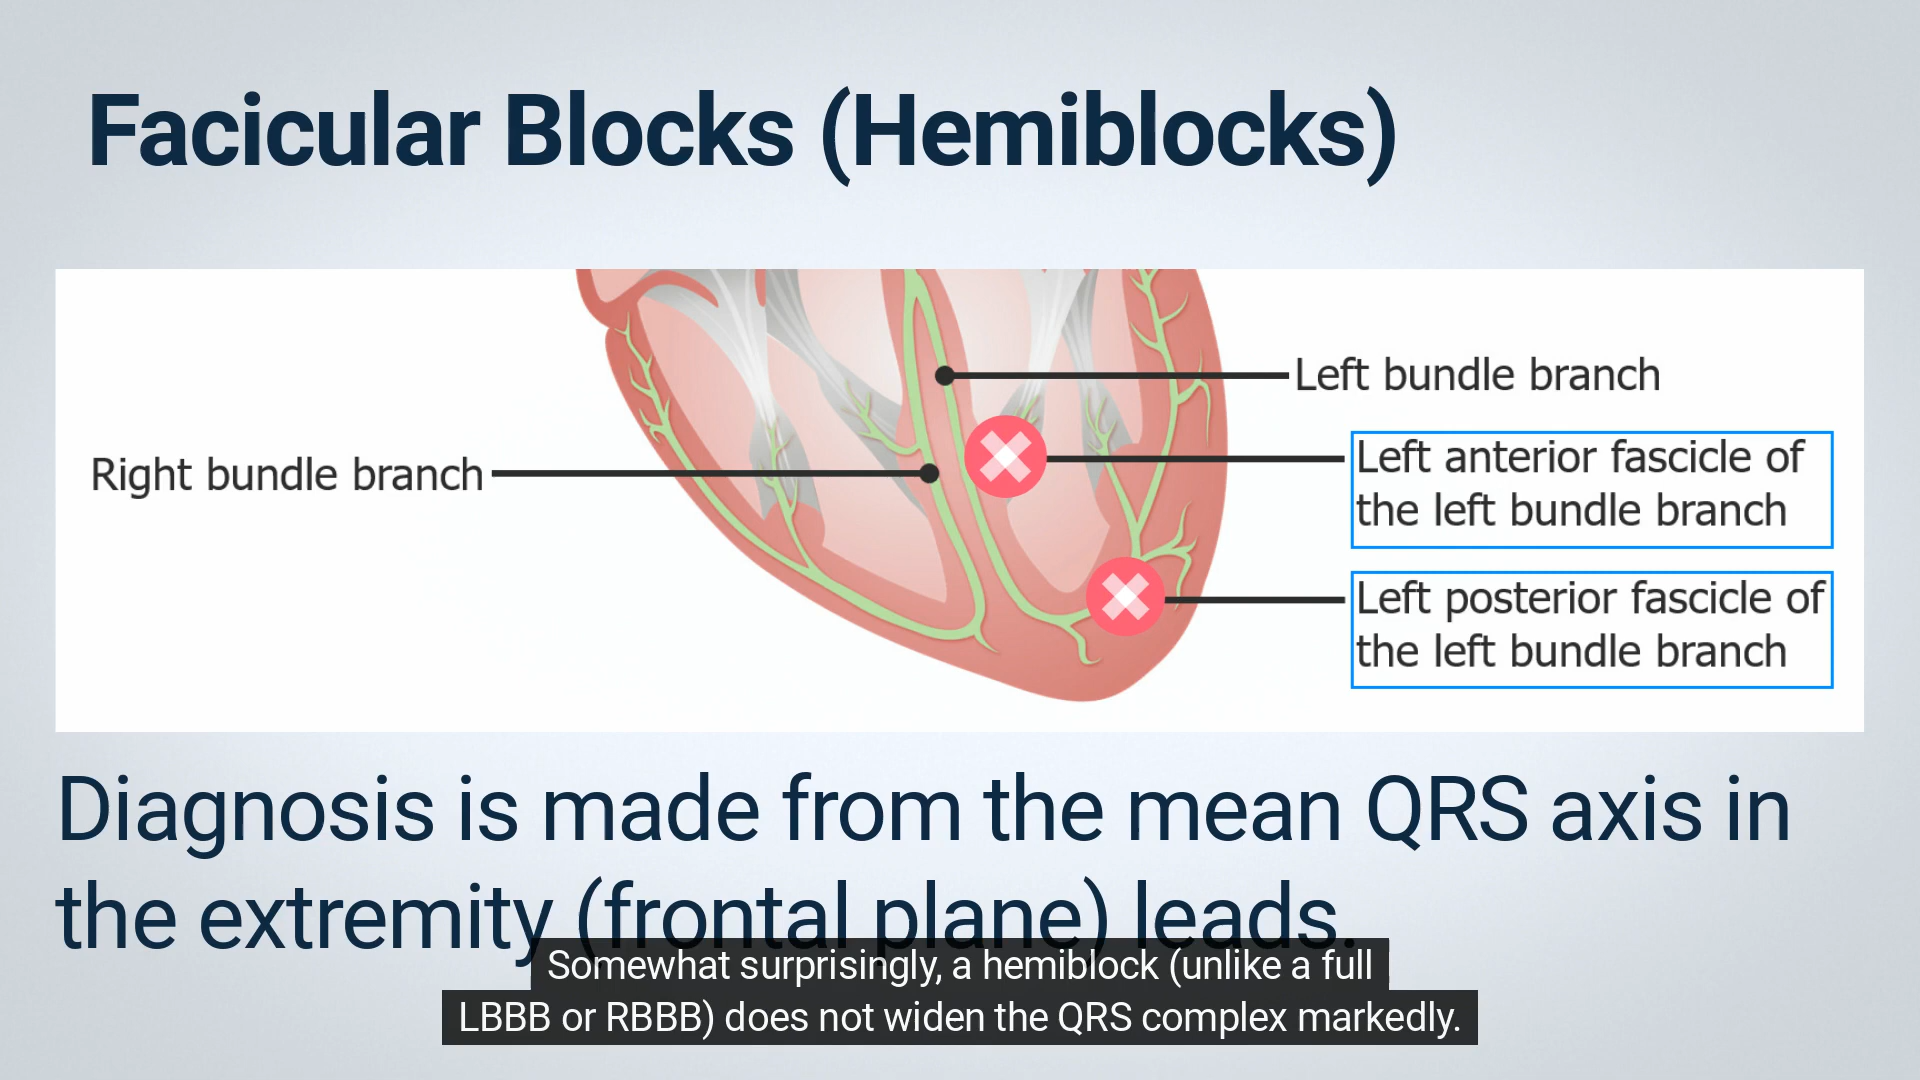 Facicular Blocks (Hemiblocks)
Left bundle branch
Right bundle branch
Left anterior fascicle of
the left bundle branch
Left posterior fascicle of
the left bundle branch
Diagnosis is made from the mean QRS axis in
the extremity (frontal plane) leads.
Somewhat surprisingly, a hemiblock (unlike a full
LBBB or RBBB) does not widen the QRS complex markedly.